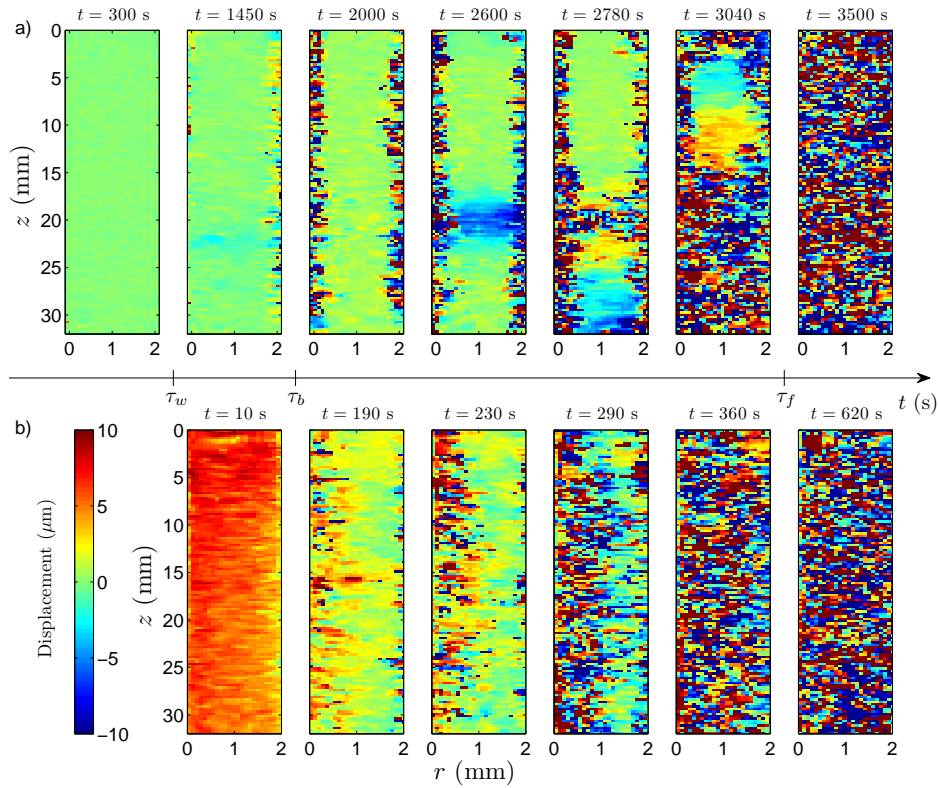 t = 300 s t = 1450 s t = 2000 s t = 2600 s t = 2780 s t = 3040 s t = 3500 s
a)
0
5
10
15
20
25
30
z (mm)
0 1 2 0 1 2 0 1 2 0 1 2 0 1 2 0 1 2 0 1 2
τw τb τf t (s)
b)
t = 10 s t = 190 s t = 230 s t = 290 s t = 360 s t = 620 s
10
5
0
−5
−10
Displacement (μm)
0
5
10
15
20
25
30
z (mm)
0 1 2 0 1 2 0 1 2 0 1 2 0 1 2 0 1 2
r (mm)